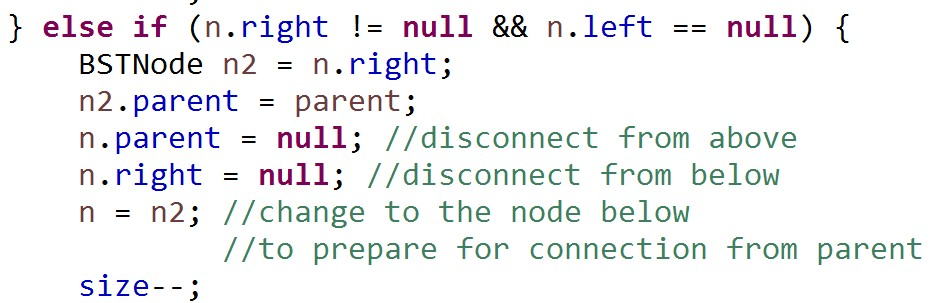 } else if (n.right != null && n.left == null) {
    BSTNode n2 = n.right;
    n2.parent = parent;
    n.parent = null; //disconnect from above
    n.right = null; //disconnect from below
    n = n2; //change to the node below
            //to prepare for connection from parent
    size--;